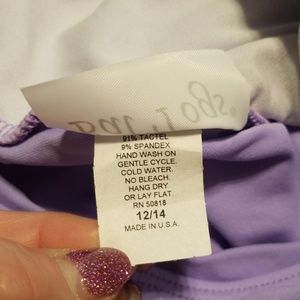 91% TACTEL
9% SPANDEX
HAND WASH ON
GENTLE CYCLE.
COLD WATER.
NO BLEACH.
HANG DRY
OR LAY FLAT.
RN 50818
12/14
MADE IN U.S.A.